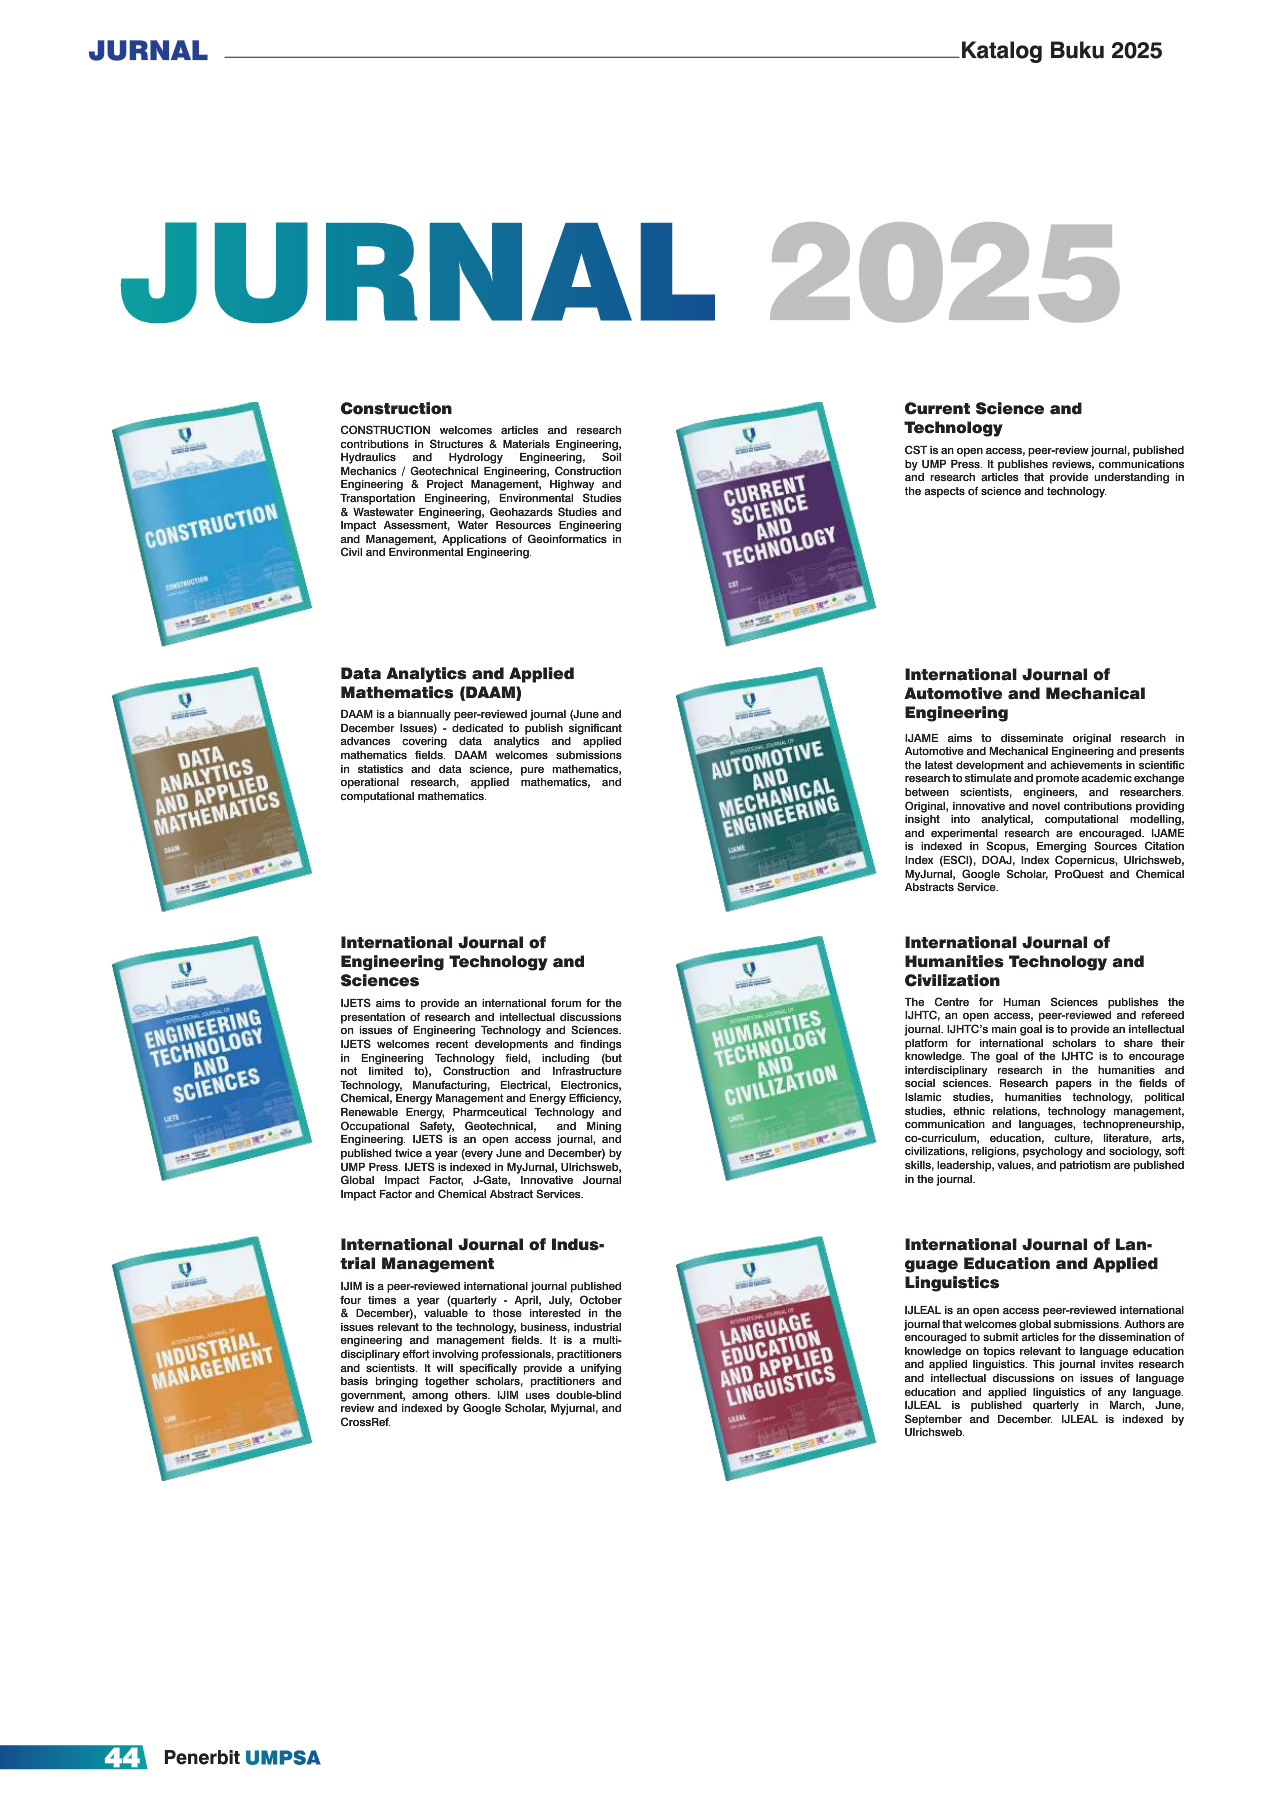 JURNAL
Katalog Buku 2025
JURNAL 2025
CONSTRUCTION
CONSTRUCTION
Construction
CONSTRUCTION welcomes articles and research
contributions in Structures & Materials Engineering,
Hydraulics and Hydrology Engineering, Soil
Mechanics / Geotechnical Engineering, Construction
Engineering & Project Management, Highway and
Transportation Engineering, Environmental Studies
& Wastewater Engineering, Geohazards Studies and
Impact Assessment, Water Resources Engineering
and Management, Applications of Geoinformatics in
Civil and Environmental Engineering.
CURRENT
SCIENCE
AND
TECHNOLOGY
CST
Current Science and
Technology
CST is an open access, peer-review journal, published
by UMP Press. It publishes reviews, communications
and research articles that provide understanding in
the aspects of science and technology.
DATA
ANALYTICS
AND APPLIED
MATHEMATICS
DAAM
Data Analytics and Applied
Mathematics (DAAM)
DAAM is a biannually peer-reviewed journal (June and
December Issues) - dedicated to publish significant
advances covering data analytics and applied
mathematics fields. DAAM welcomes submissions
in statistics and data science, pure mathematics,
operational research, applied mathematics, and
computational mathematics.
INTERNATIONAL JOURNAL OF
AUTOMOTIVE
AND
MECHANICAL
ENGINEERING
IJAME
International Journal of
Automotive and Mechanical
Engineering
IJAME aims to disseminate original research in
Automotive and Mechanical Engineering and presents
the latest development and achievements in scientific
research to stimulate and promote academic exchange
between scientists, engineers, and researchers.
Original, innovative and novel contributions providing
insight into analytical, computational modelling,
and experimental research are encouraged. IJAME
is indexed in Scopus, Emerging Sources Citation
Index (ESCI), DOAJ, Index Copernicus, Ulrichsweb,
MyJurnal, Google Scholar, ProQuest and Chemical
Abstracts Service.
INTERNATIONAL JOURNAL OF
ENGINEERING
TECHNOLOGY
AND
SCIENCES
IJETS
International Journal of
Engineering Technology and
Sciences
IJETS aims to provide an international forum for the
presentation of research and intellectual discussions
on issues of Engineering Technology and Sciences.
IJETS welcomes recent developments and findings
in Engineering Technology field, including (but
not limited to), Construction and Infrastructure
Technology, Manufacturing, Electrical, Electronics,
Chemical, Energy Management and Energy Efficiency,
Renewable Energy, Pharmceutical Technology and
Occupational Safety, Geotechnical, and Mining
Engineering. IJETS is an open access journal, and
published twice a year (every June and December) by
UMP Press. IJETS is indexed in MyJurnal, Ulrichsweb,
Global Impact Factor, J-Gate, Innovative Journal
Impact Factor and Chemical Abstract Services.
INTERNATIONAL JOURNAL OF
HUMANITIES
TECHNOLOGY
AND
CIVILIZATION
IJHTC
International Journal of
Humanities Technology and
Civilization
The Centre for Human Sciences publishes the
IJHTC, an open access, peer-reviewed and refereed
journal. IJHTC's main goal is to provide an intellectual
platform for international scholars to share their
knowledge. The goal of the IJHTC is to encourage
interdisciplinary research in the humanities and
social sciences. Research papers in the fields of
Islamic studies, humanities technology, political
studies, ethnic relations, technology management,
communication and languages, technopreneurship,
co-curriculum, education, culture, literature, arts,
civilizations, religions, psychology and sociology, soft
skills, leadership, values, and patriotism are published
in the journal.
INTERNATIONAL JOURNAL OF
INDUSTRIAL
MANAGEMENT
IJIM
International Journal of Indus-
trial Management
IJIM is a peer-reviewed international journal published
four times a year (quarterly - April, July, October
& December), valuable to those interested in the
issues relevant to the technology, business, industrial
engineering and management fields. It is a multi-
disciplinary effort involving professionals, practitioners
and scientists. It will specifically provide a unifying
basis bringing together scholars, practitioners and
government, among others. IJIM uses double-blind
review and indexed by Google Scholar, Myjurnal, and
CrossRef.
INTERNATIONAL JOURNAL OF
LANGUAGE
EDUCATION
AND APPLIED
LINGUISTICS
IJLEAL
International Journal of Lan-
guage Education and Applied
Linguistics
IJLEAL is an open access peer-reviewed international
journal that welcomes global submissions. Authors are
encouraged to submit articles for the dissemination of
knowledge on topics relevant to language education
and applied linguistics. This journal invites research
and intellectual discussions on issues of language
education and applied linguistics of any language.
IJLEAL is published quarterly in March, June,
September and December. IJLEAL is indexed by
Ulrichsweb.
44
Penerbit UMPSA